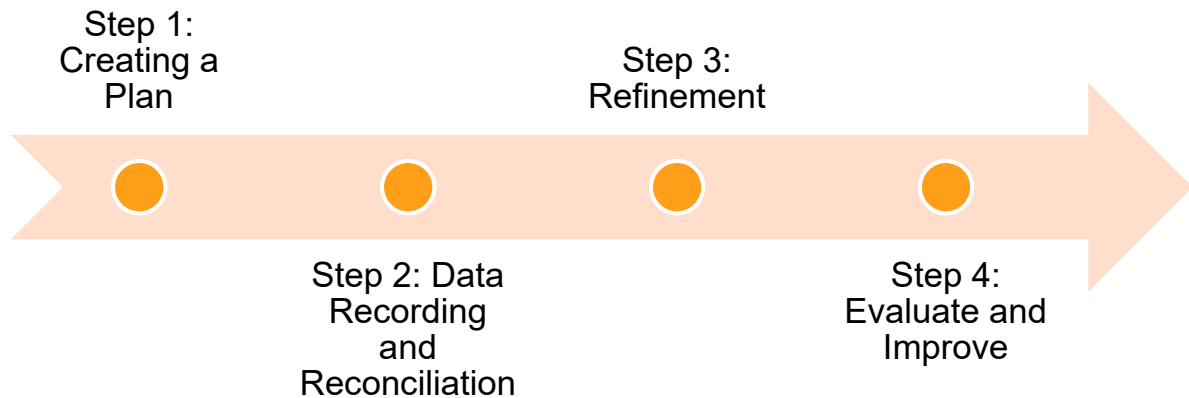 Step 1:
Creating a
Plan
Step 2: Data
Recording
and
Reconciliation
Step 3:
Refinement
Step 4:
Evaluate and
Improve